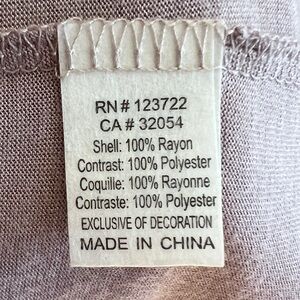 RN # 123722
CA # 32054
Shell: 100% Rayon
Contrast: 100% Polyester
Coquilie: 100% Rayonne
Contraste: 100% Polyester
EXCLUSIVE OF DECORATION
MADE IN CHINA